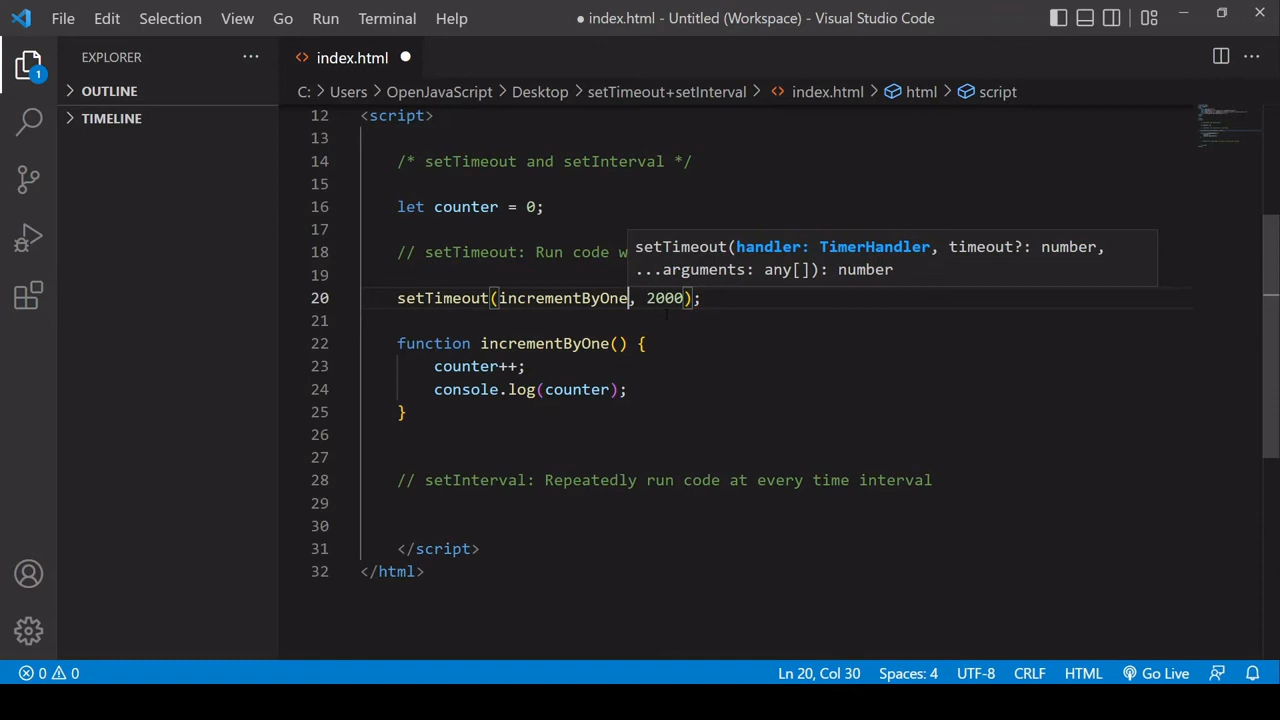 File Edit Selection View Go Run Terminal Help ● index.html - Untitled (Workspace) - Visual Studio Code
EXPLORER ... index.html
C: > Users > OpenJavaScript > Desktop > setTimeout+setInterval > index.html > html > script
OUTLINE
TIMELINE
1
12 <script>
13
14 /* setTimeout and setInterval */
15
16 let counter = 0;
17
18 // setTimeout: Run code w
setTimeout(handler: TimerHandler, timeout?: number,
...arguments: any[]): number
19
20 setTimeout(incrementByOne, 2000);
21
22 function incrementByOne() {
23 counter++;
24 console.log(counter);
25 }
26
27
28 // setInterval: Repeatedly run code at every time interval
29
30
31 </script>
32 </html>
0 0 Ln 20, Col 30 Spaces: 4 UTF-8 CRLF HTML Go Live